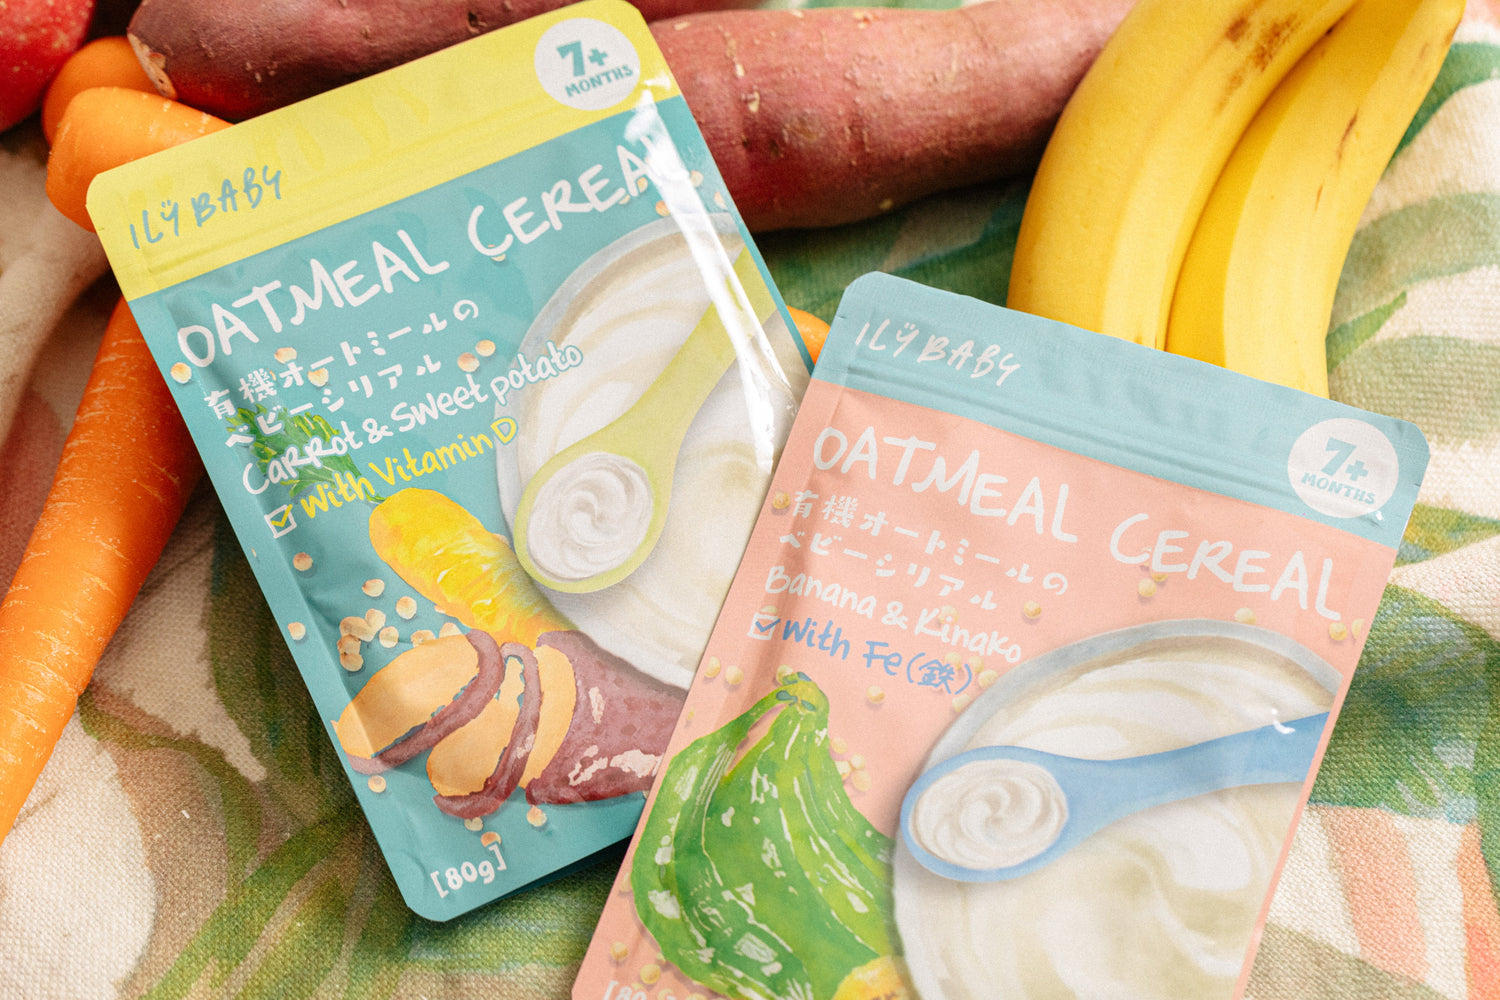 7+
MONTHS
ILY BABY
OATMEAL CEREAL
有機オートミールの
ベビーシリアル
Carrot & Sweet potato
With Vitamin D
[80g]
ILY BABY
7+
MONTHS
OATMEAL CEREAL
有機オートミールの
ベビーシリアル
Banana & Kinako
With Fe(鉄)
[80g